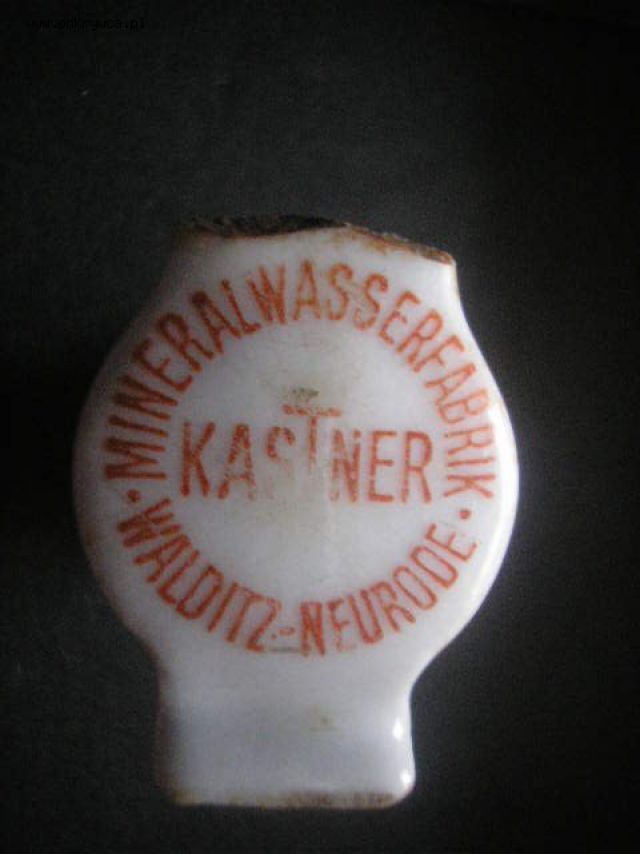 · MINERALWASSERFABRIK ·
KASTNER
WALDITZ-NEURODE